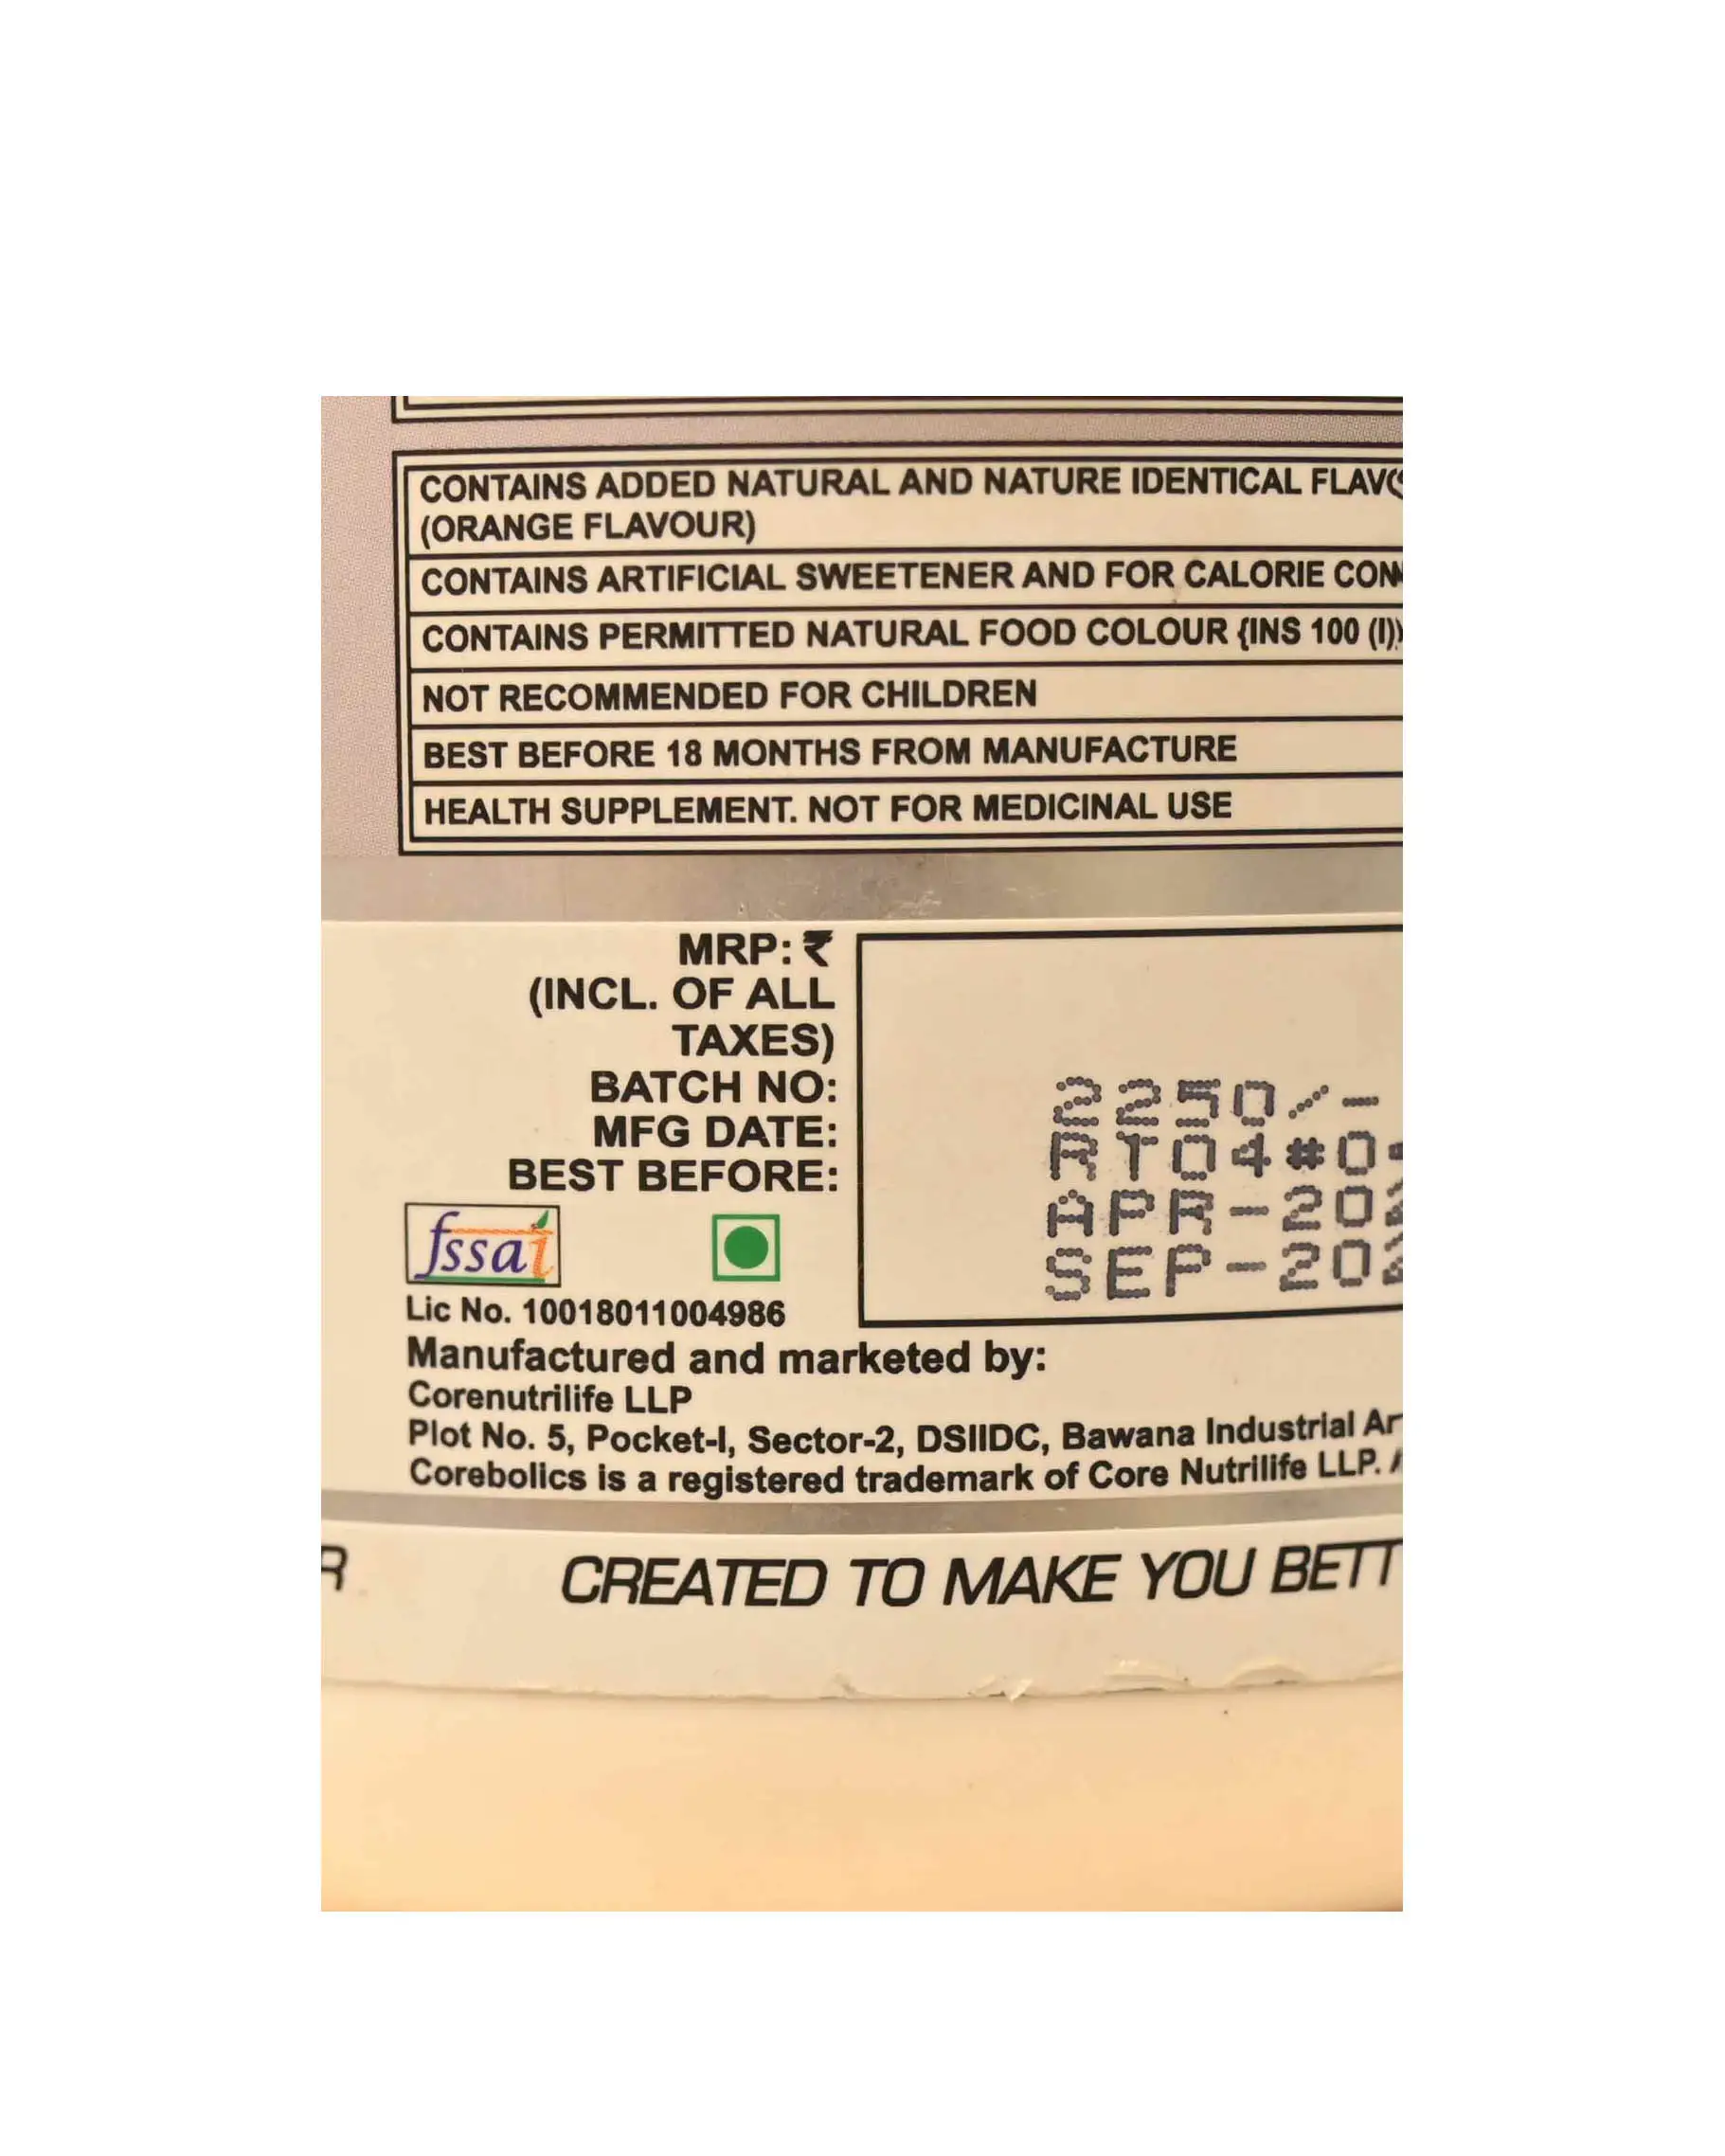 CONTAINS ADDED NATURAL AND NATURE IDENTICAL
(ORANGE FLAVOUR)
CONTAINS ARTIFICIAL SWEETENER AND FOR CALORIE
CONTAINS PERMITTED NATURAL FOOD COLOUR {INS 100 (I)}
NOT RECOMMENDED FOR CHILDREN
BEST BEFORE 18 MONTHS FROM MANUFACTURE
HEALTH SUPPLEMENT. NOT FOR MEDICINAL USE
MRP: ₹
(INCL. OF ALL
TAXES)
BATCH NO:
MFG DATE:
BEST BEFORE:
2250/-
RT04#0
APR-202
SEP-202
fssai
Lic No. 10018011004986
Manufactured and marketed by:
Corenutrilife LLP
Plot No. 5, Pocket-I, Sector-2, DSIIDC, Bawana Industrial
Corebolics is a registered trademark of Core Nutrilife LLP.
R CREATED TO MAKE YOU BETT